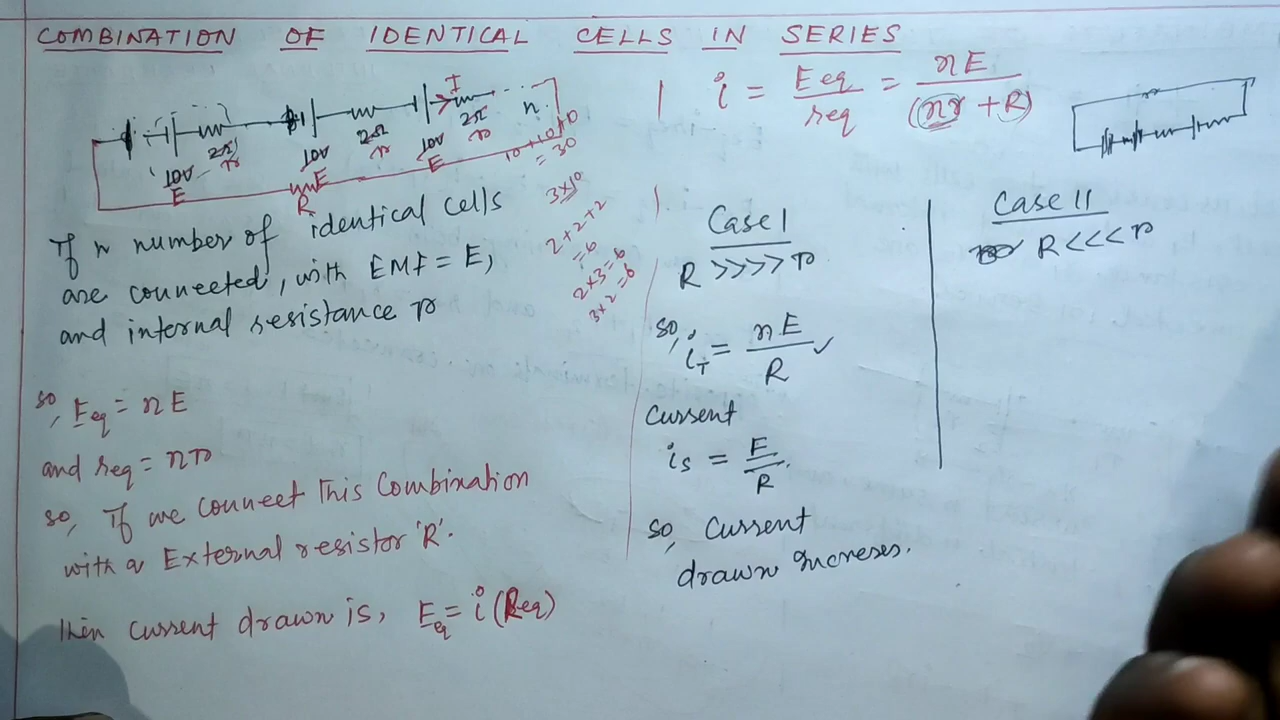 COMBINATION OF IDENTICAL CELLS IN SERIES
I
2Ω 2Ω 2Ω n
10V r 10V r 10V r
E E E
R
10+10+10
= 30
3×10
2+2+2
=6
2×3=6
3×2=6
If n number of identical cells
are connected, with EMF = E,
and internal resistance r
so, Eeq = nE
and req = nr
so, If we connect This Combination
with a External resistor 'R'.
Then current drawn is, Eeq = i(Req)
i = Eeq/req = nE/(nr + R)
Case I
R >>>> r
so, iT = nE/R ✓
Current
is = E/R.
so, Current
drawn increses.
Case II
R <<< r